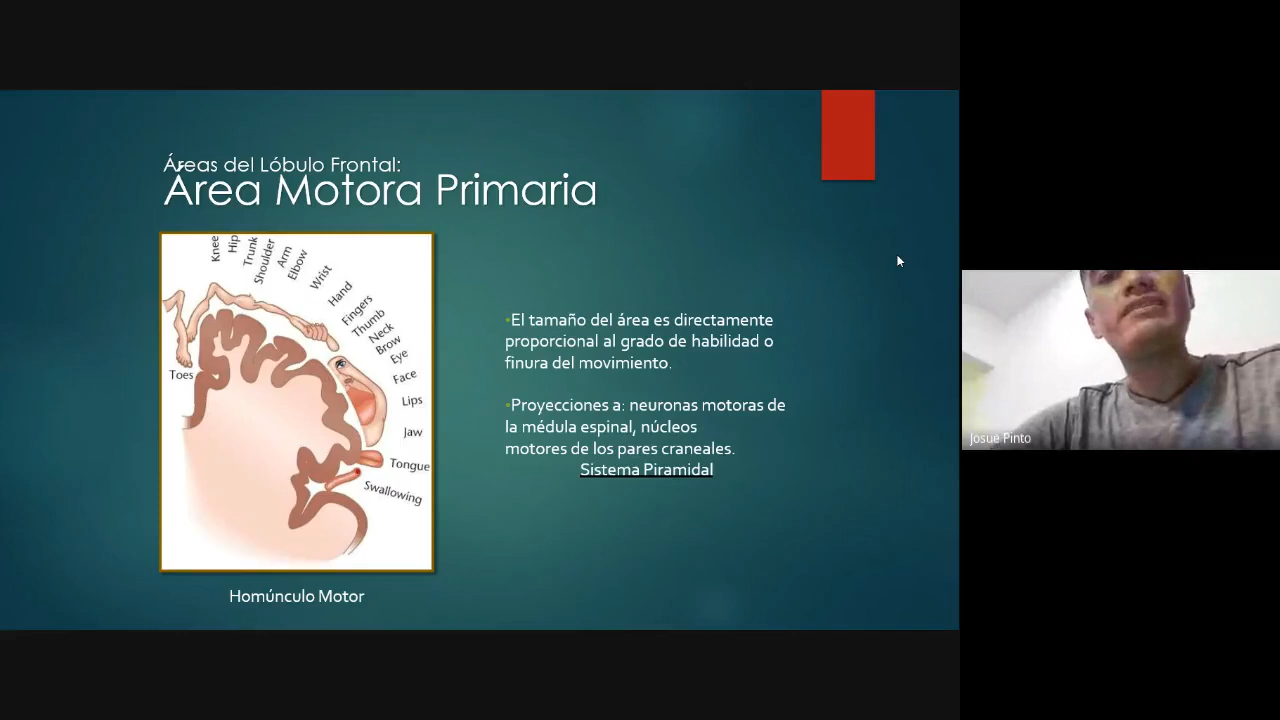 Áreas del Lóbulo Frontal:
Área Motora Primaria
Knee
Hip
Trunk
Shoulder
Arm
Elbow
Wrist
Hand
Fingers
Thumb
Neck
Brow
Eye
Face
Lips
Jaw
Tongue
Swallowing
Toes
•El tamaño del área es directamente
proporcional al grado de habilidad o
finura del movimiento.
•Proyecciones a: neuronas motoras de
la médula espinal, núcleos
motores de los pares craneales.
Sistema Piramidal
Homúnculo Motor
Josué Pinto